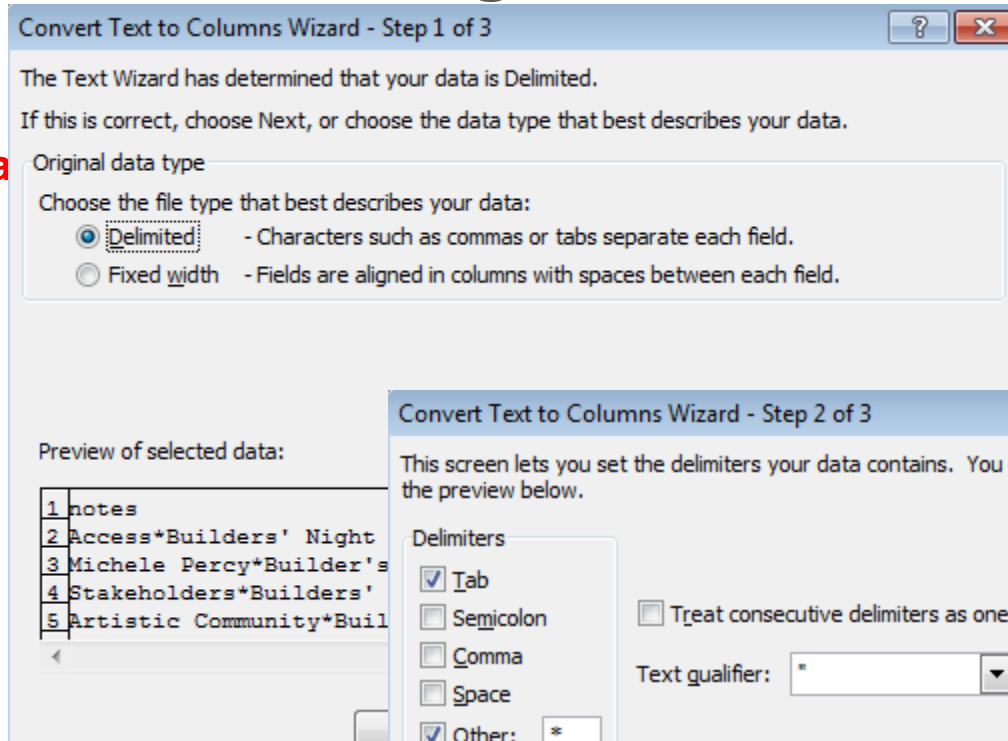 Convert Text to Columns Wizard - Step 1 of 3
The Text Wizard has determined that your data is Delimited.
If this is correct, choose Next, or choose the data type that best describes your data.
a
Original data type
Choose the file type that best describes your data:
Delimited - Characters such as commas or tabs separate each field.
Fixed width - Fields are aligned in columns with spaces between each field.
Preview of selected data:
1 notes
2 Access*Builders' Night
3 Michele Percy*Builder's
4 Stakeholders*Builders'
5 Artistic Community*Buil
Convert Text to Columns Wizard - Step 2 of 3
This screen lets you set the delimiters your data contains. You
the preview below.
Delimiters
Tab
Semicolon
Comma
Space
Other: *
Treat consecutive delimiters as one
Text qualifier: "